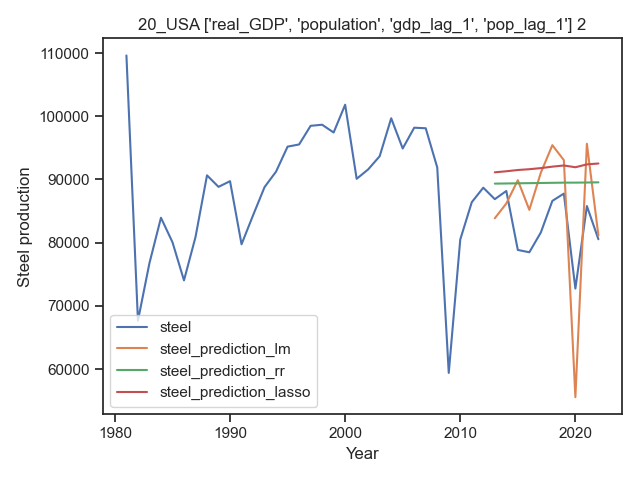 20_USA ['real_GDP', 'population', 'gdp_lag_1', 'pop_lag_1'] 2
110000
100000
90000
80000
70000
60000
Steel production
steel
steel_prediction_lm
steel_prediction_rr
steel_prediction_lasso
1980
1990
2000
2010
2020
Year